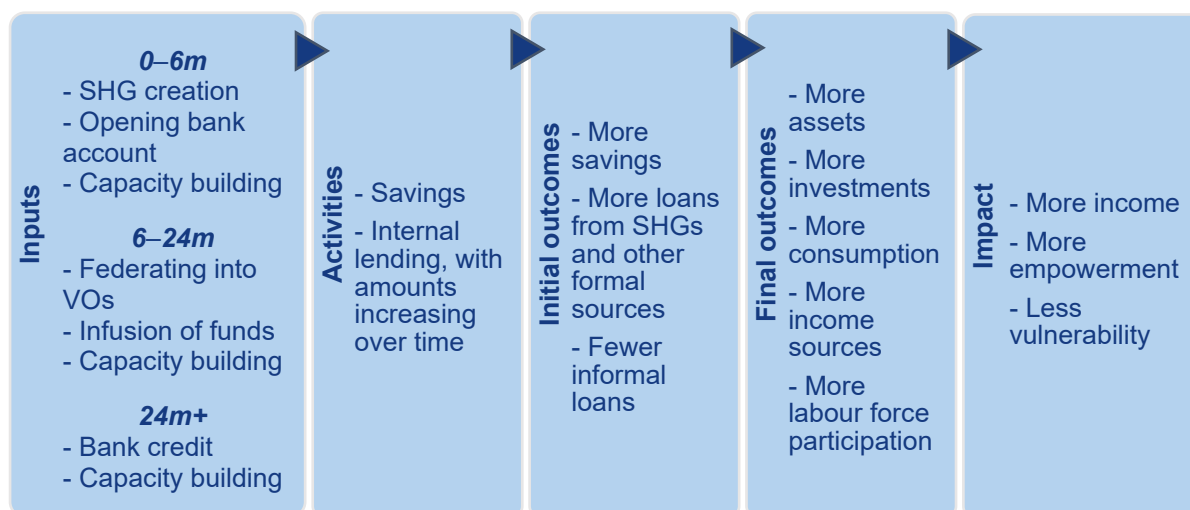 Inputs
0–6m
- SHG creation
- Opening bank
account
- Capacity building
6–24m
- Federating into
VOs
- Infusion of funds
- Capacity building
24m+
- Bank credit
- Capacity building
Activities
- Savings
- Internal
lending, with
amounts
increasing
over time
Initial outcomes
- More
savings
- More loans
from SHGs
and other
formal
sources
- Fewer
informal
loans
Final outcomes
- More
assets
- More
investments
- More
consumption
- More
income
sources
- More
labour force
participation
Impact
- More income
- More
empowerment
- Less
vulnerability